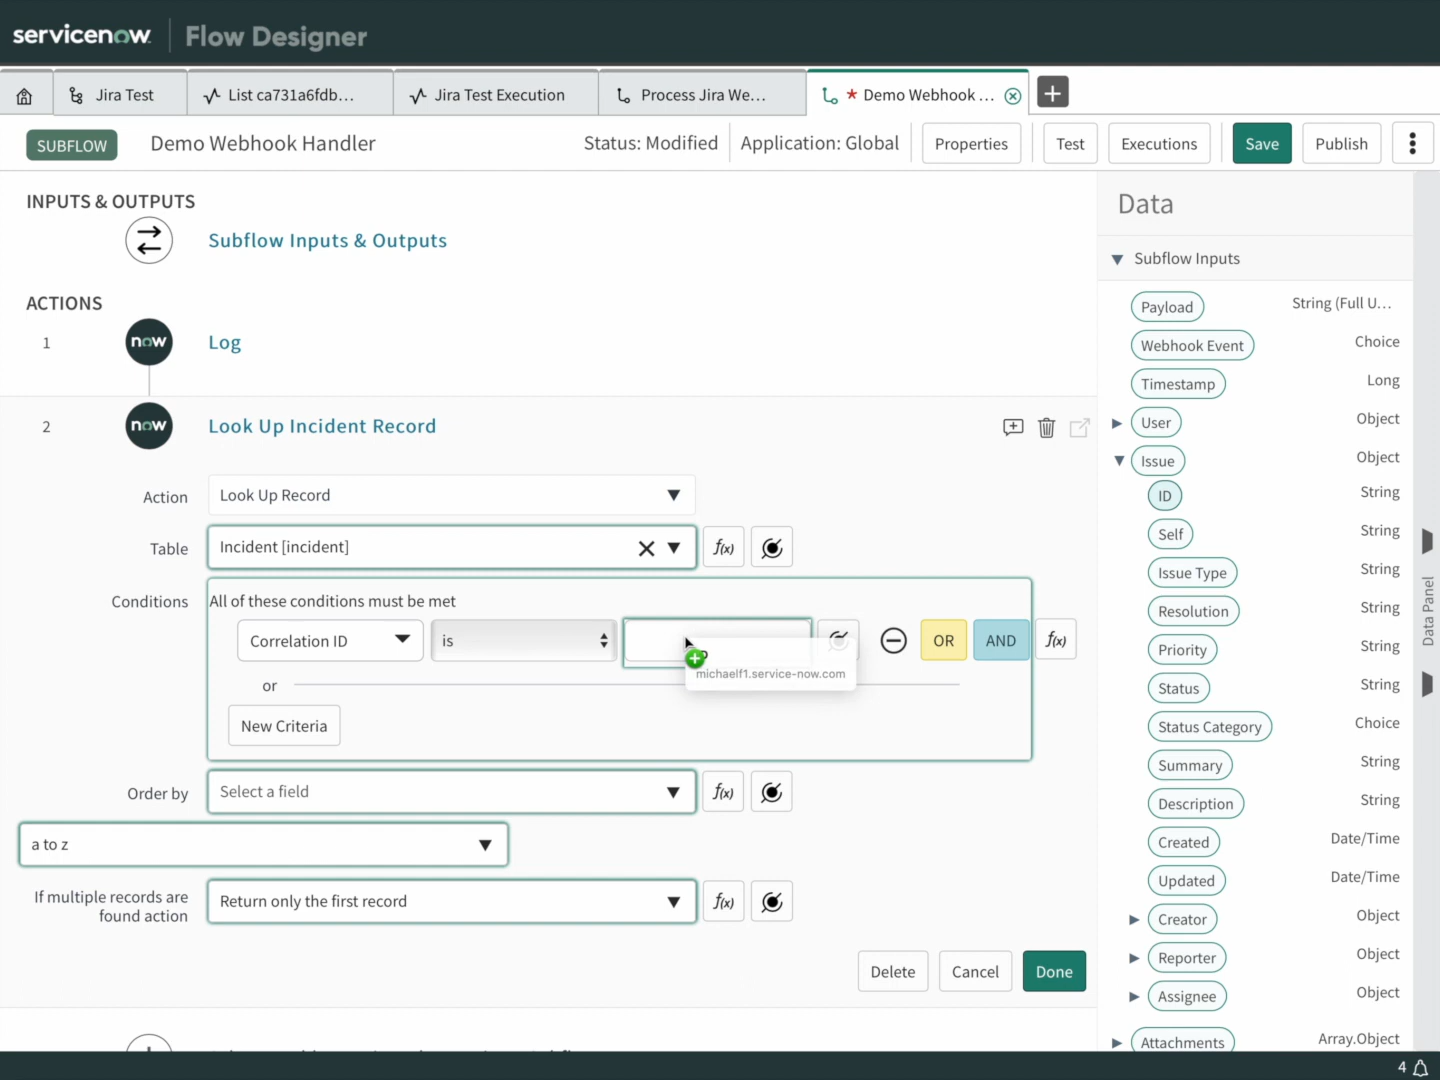 servicenow Flow Designer
Jira Test List ca731a6fdb... Jira Test Execution Process Jira We... * Demo Webhook ... +
SUBFLOW Demo Webhook Handler Status: Modified Application: Global Properties Test Executions Save Publish
INPUTS & OUTPUTS
Subflow Inputs & Outputs
ACTIONS
1 now Log
2 now Look Up Incident Record
Action Look Up Record
Table Incident [incident] f(x)
Conditions All of these conditions must be met
Correlation ID is OR AND f(x)
michaelf1.service-now.com
or
New Criteria
Order by Select a field f(x)
a to z
If multiple records are
found action
Return only the first record f(x)
Delete Cancel Done
Data
Subflow Inputs
Payload String (Full U...
Webhook Event Choice
Timestamp Long
User Object
Issue Object
ID String
Self String
Issue Type String
Resolution String
Priority String
Status String
Status Category Choice
Summary String
Description String
Created Date/Time
Updated Date/Time
Creator Object
Reporter Object
Assignee Object
Attachments Array.Object
Data Panel
4